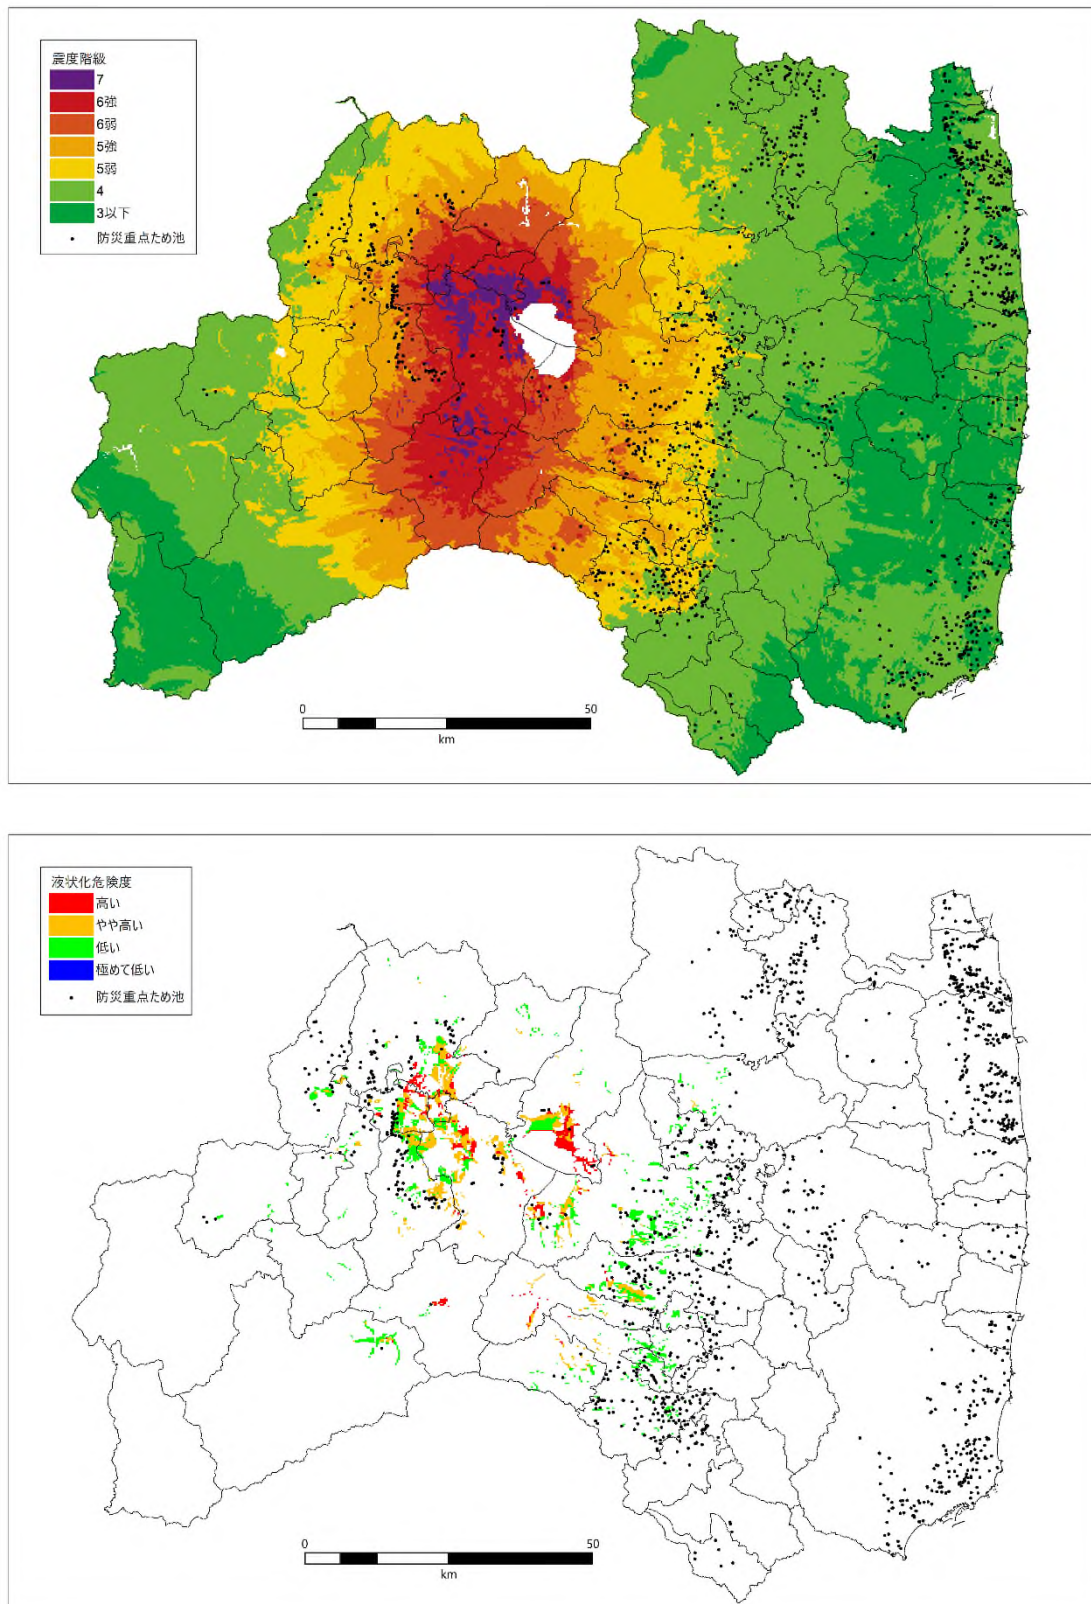 震度階級
7
6強
6弱
5強
5弱
4
3以下
防災重点ため池
0 50
km
液状化危険度
高い
やや高い
低い
極めて低い
防災重点ため池
0 50
km